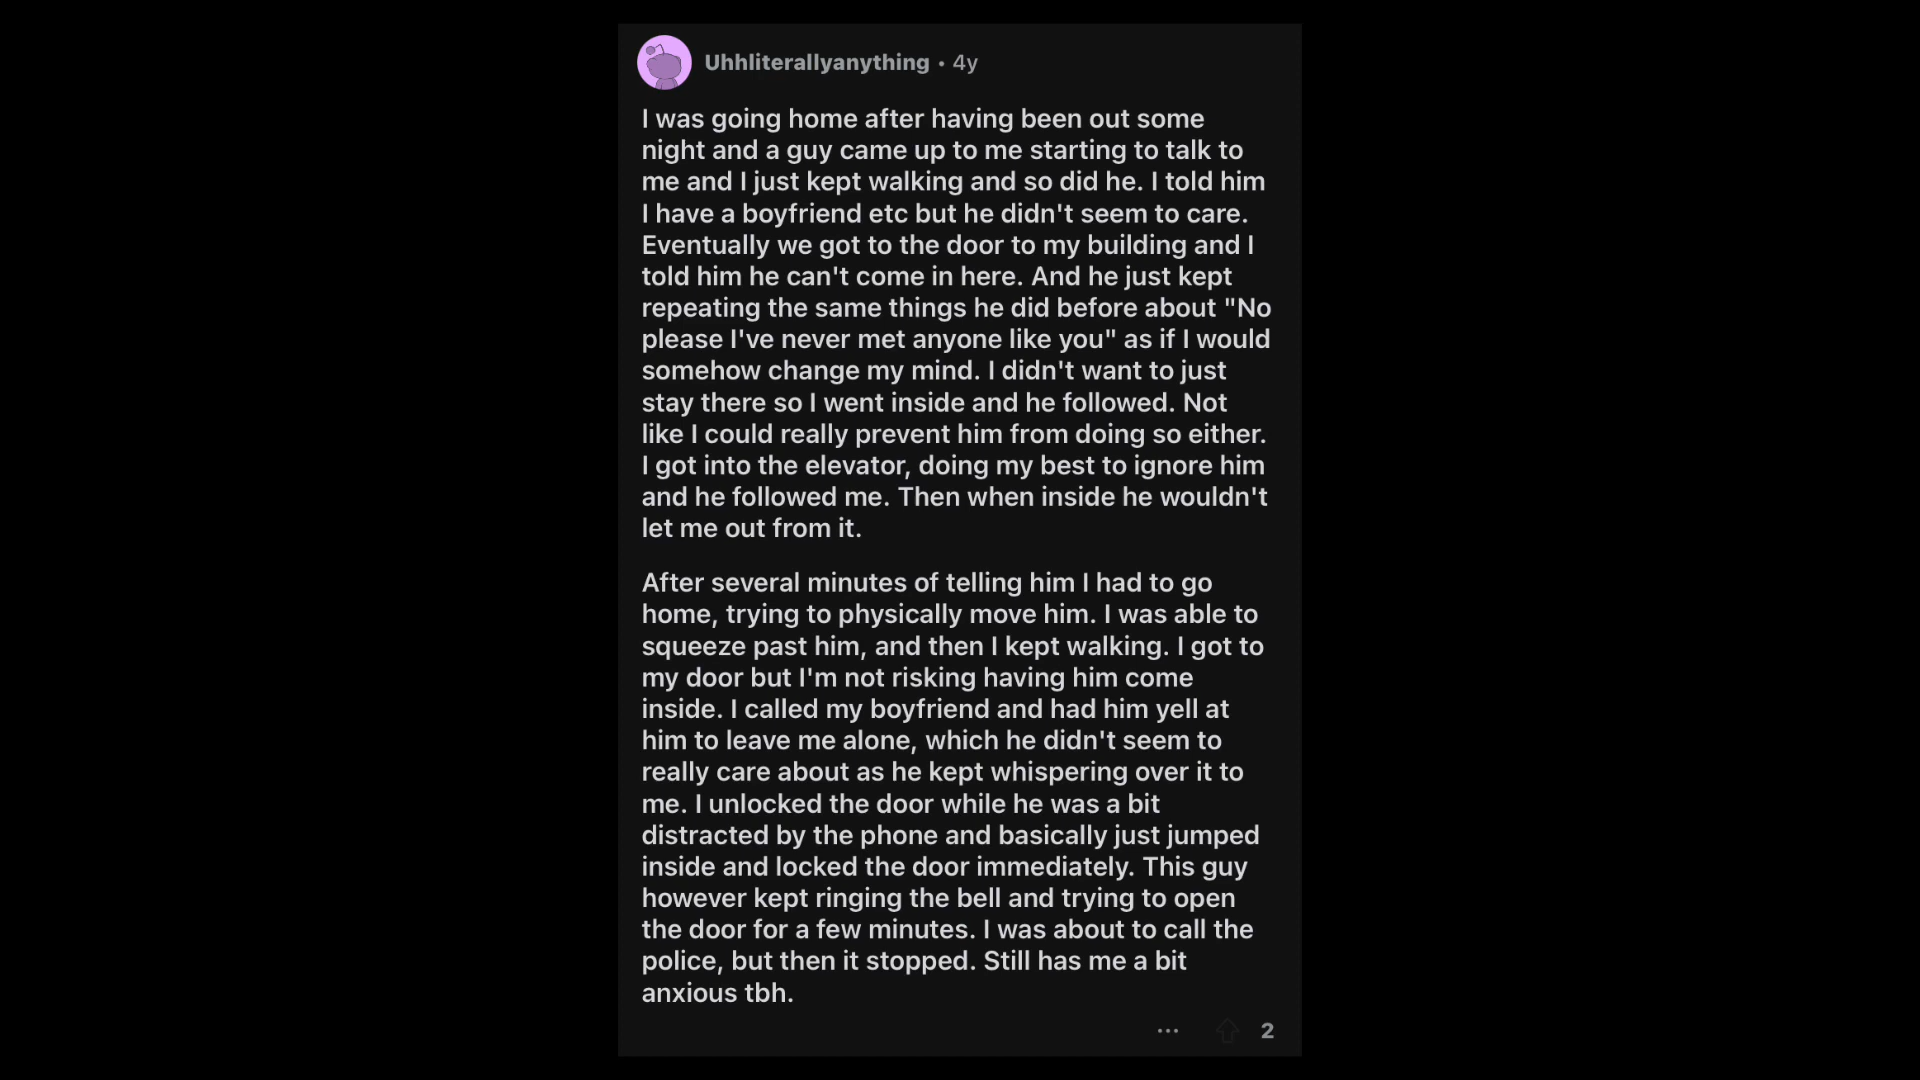 Uhhliterallyanything • 4y
I was going home after having been out some
night and a guy came up to me starting to talk to
me and I just kept walking and so did he. I told him
I have a boyfriend etc but he didn't seem to care.
Eventually we got to the door to my building and I
told him he can't come in here. And he just kept
repeating the same things he did before about "No
please I've never met anyone like you" as if I would
somehow change my mind. I didn't want to just
stay there so I went inside and he followed. Not
like I could really prevent him from doing so either.
I got into the elevator, doing my best to ignore him
and he followed me. Then when inside he wouldn't
let me out from it.
After several minutes of telling him I had to go
home, trying to physically move him. I was able to
squeeze past him, and then I kept walking. I got to
my door but I'm not risking having him come
inside. I called my boyfriend and had him yell at
him to leave me alone, which he didn't seem to
really care about as he kept whispering over it to
me. I unlocked the door while he was a bit
distracted by the phone and basically just jumped
inside and locked the door immediately. This guy
however kept ringing the bell and trying to open
the door for a few minutes. I was about to call the
police, but then it stopped. Still has me a bit
anxious tbh.
... 2